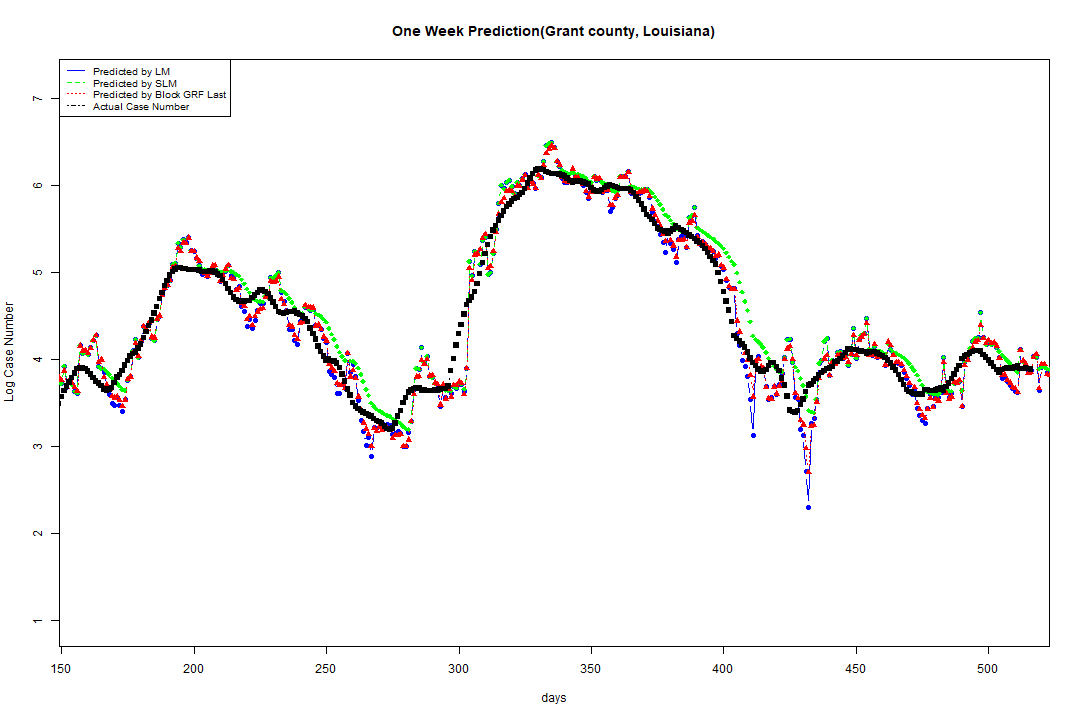 One Week Prediction(Grant county, Louisiana)
Predicted by LM
Predicted by SLM
Predicted by Block GRF Last
Actual Case Number
Log Case Number
7
6
5
4
3
2
1
150 200 250 300 350 400 450 500
days